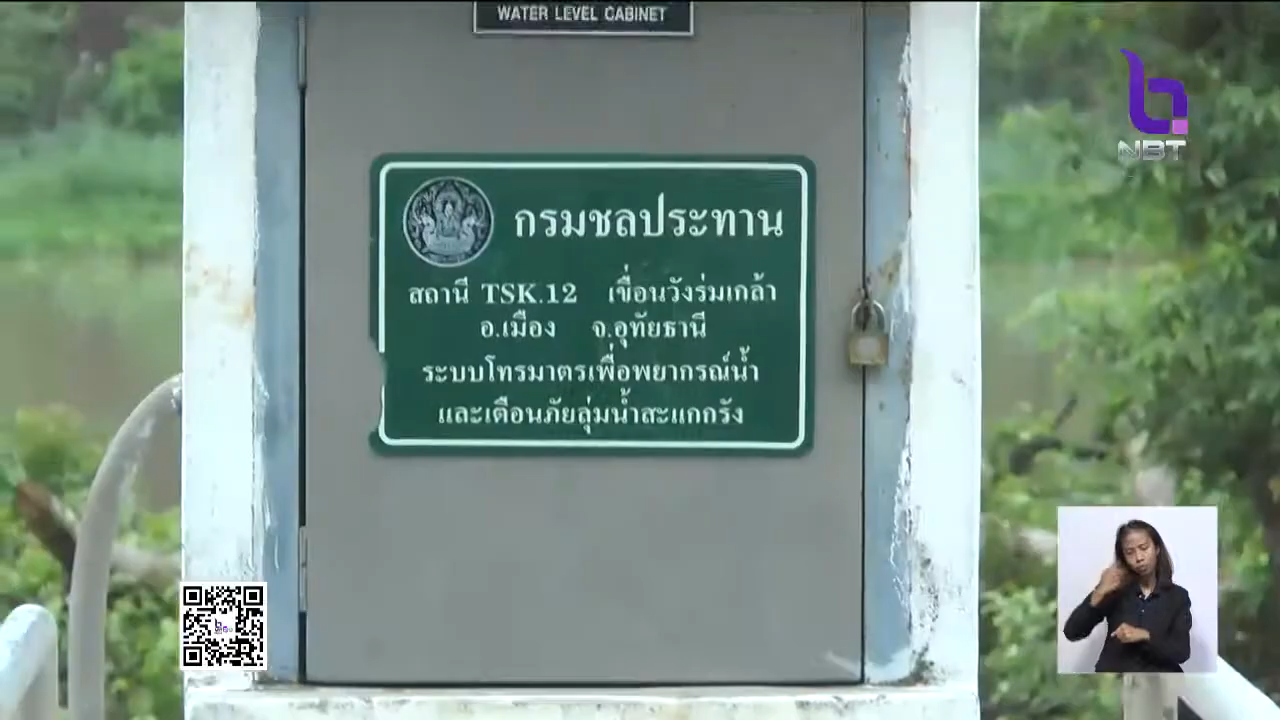 WATER LEVEL CABINET
NBT
กรมชลประทาน
สถานี TSK.12 เขื่อนวังร่มเกล้า
อ.เมือง จ.อุทัยธานี
ระบบโทรมาตรเพื่อพยากรณ์น้ำ
และเตือนภัยลุ่มน้ำสะแกกรัง